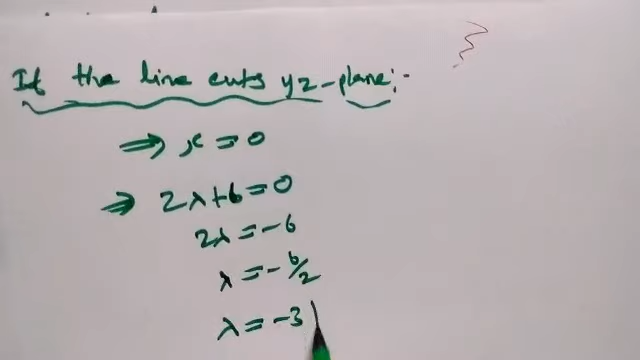 If the line cuts yz-plane:-
⇒ x = 0
⇒ 2λ+6=0
2λ = -6
λ = -6/2
λ = -3